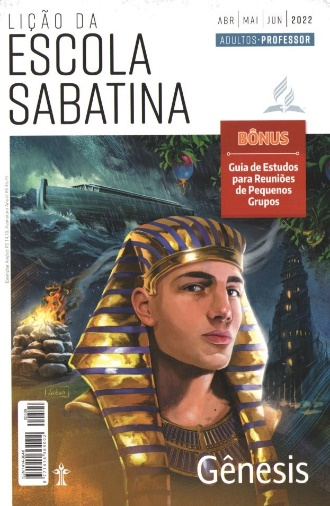 LIÇÃO DA
ESCOLA
SABATINA
ABR | MAI | JUN | 2022
ADULTOS-PROFESSOR
BÔNUS
Guia de Estudos
para Reuniões
de Pequenos
Grupos
Gênesis